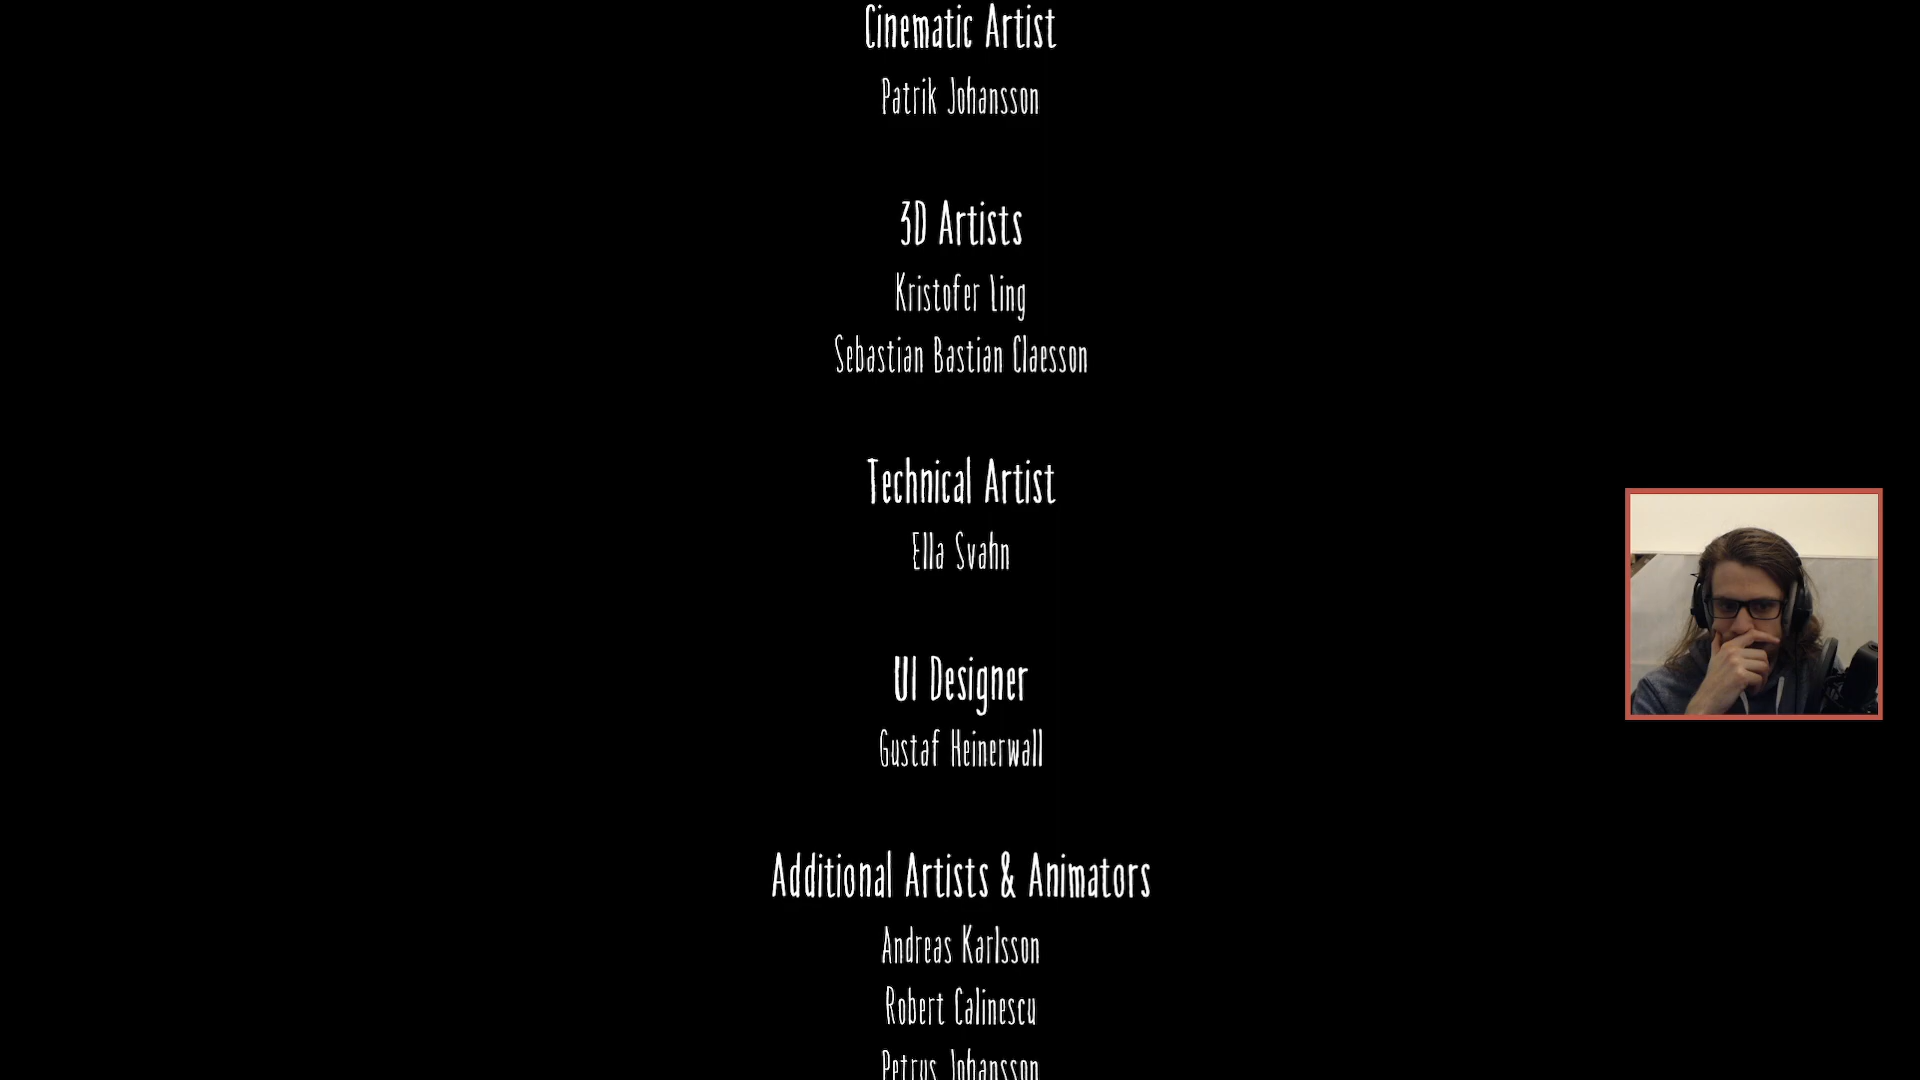 Cinematic Artist
Patrik Johansson
3D Artists
Kristofer Ling
Sebastian Bastian Claesson
Technical Artist
Ella Svahn
UI Designer
Gustaf Heinerwall
Additional Artists & Animators
Andreas Karlsson
Robert Calinescu
Petrus Johansson